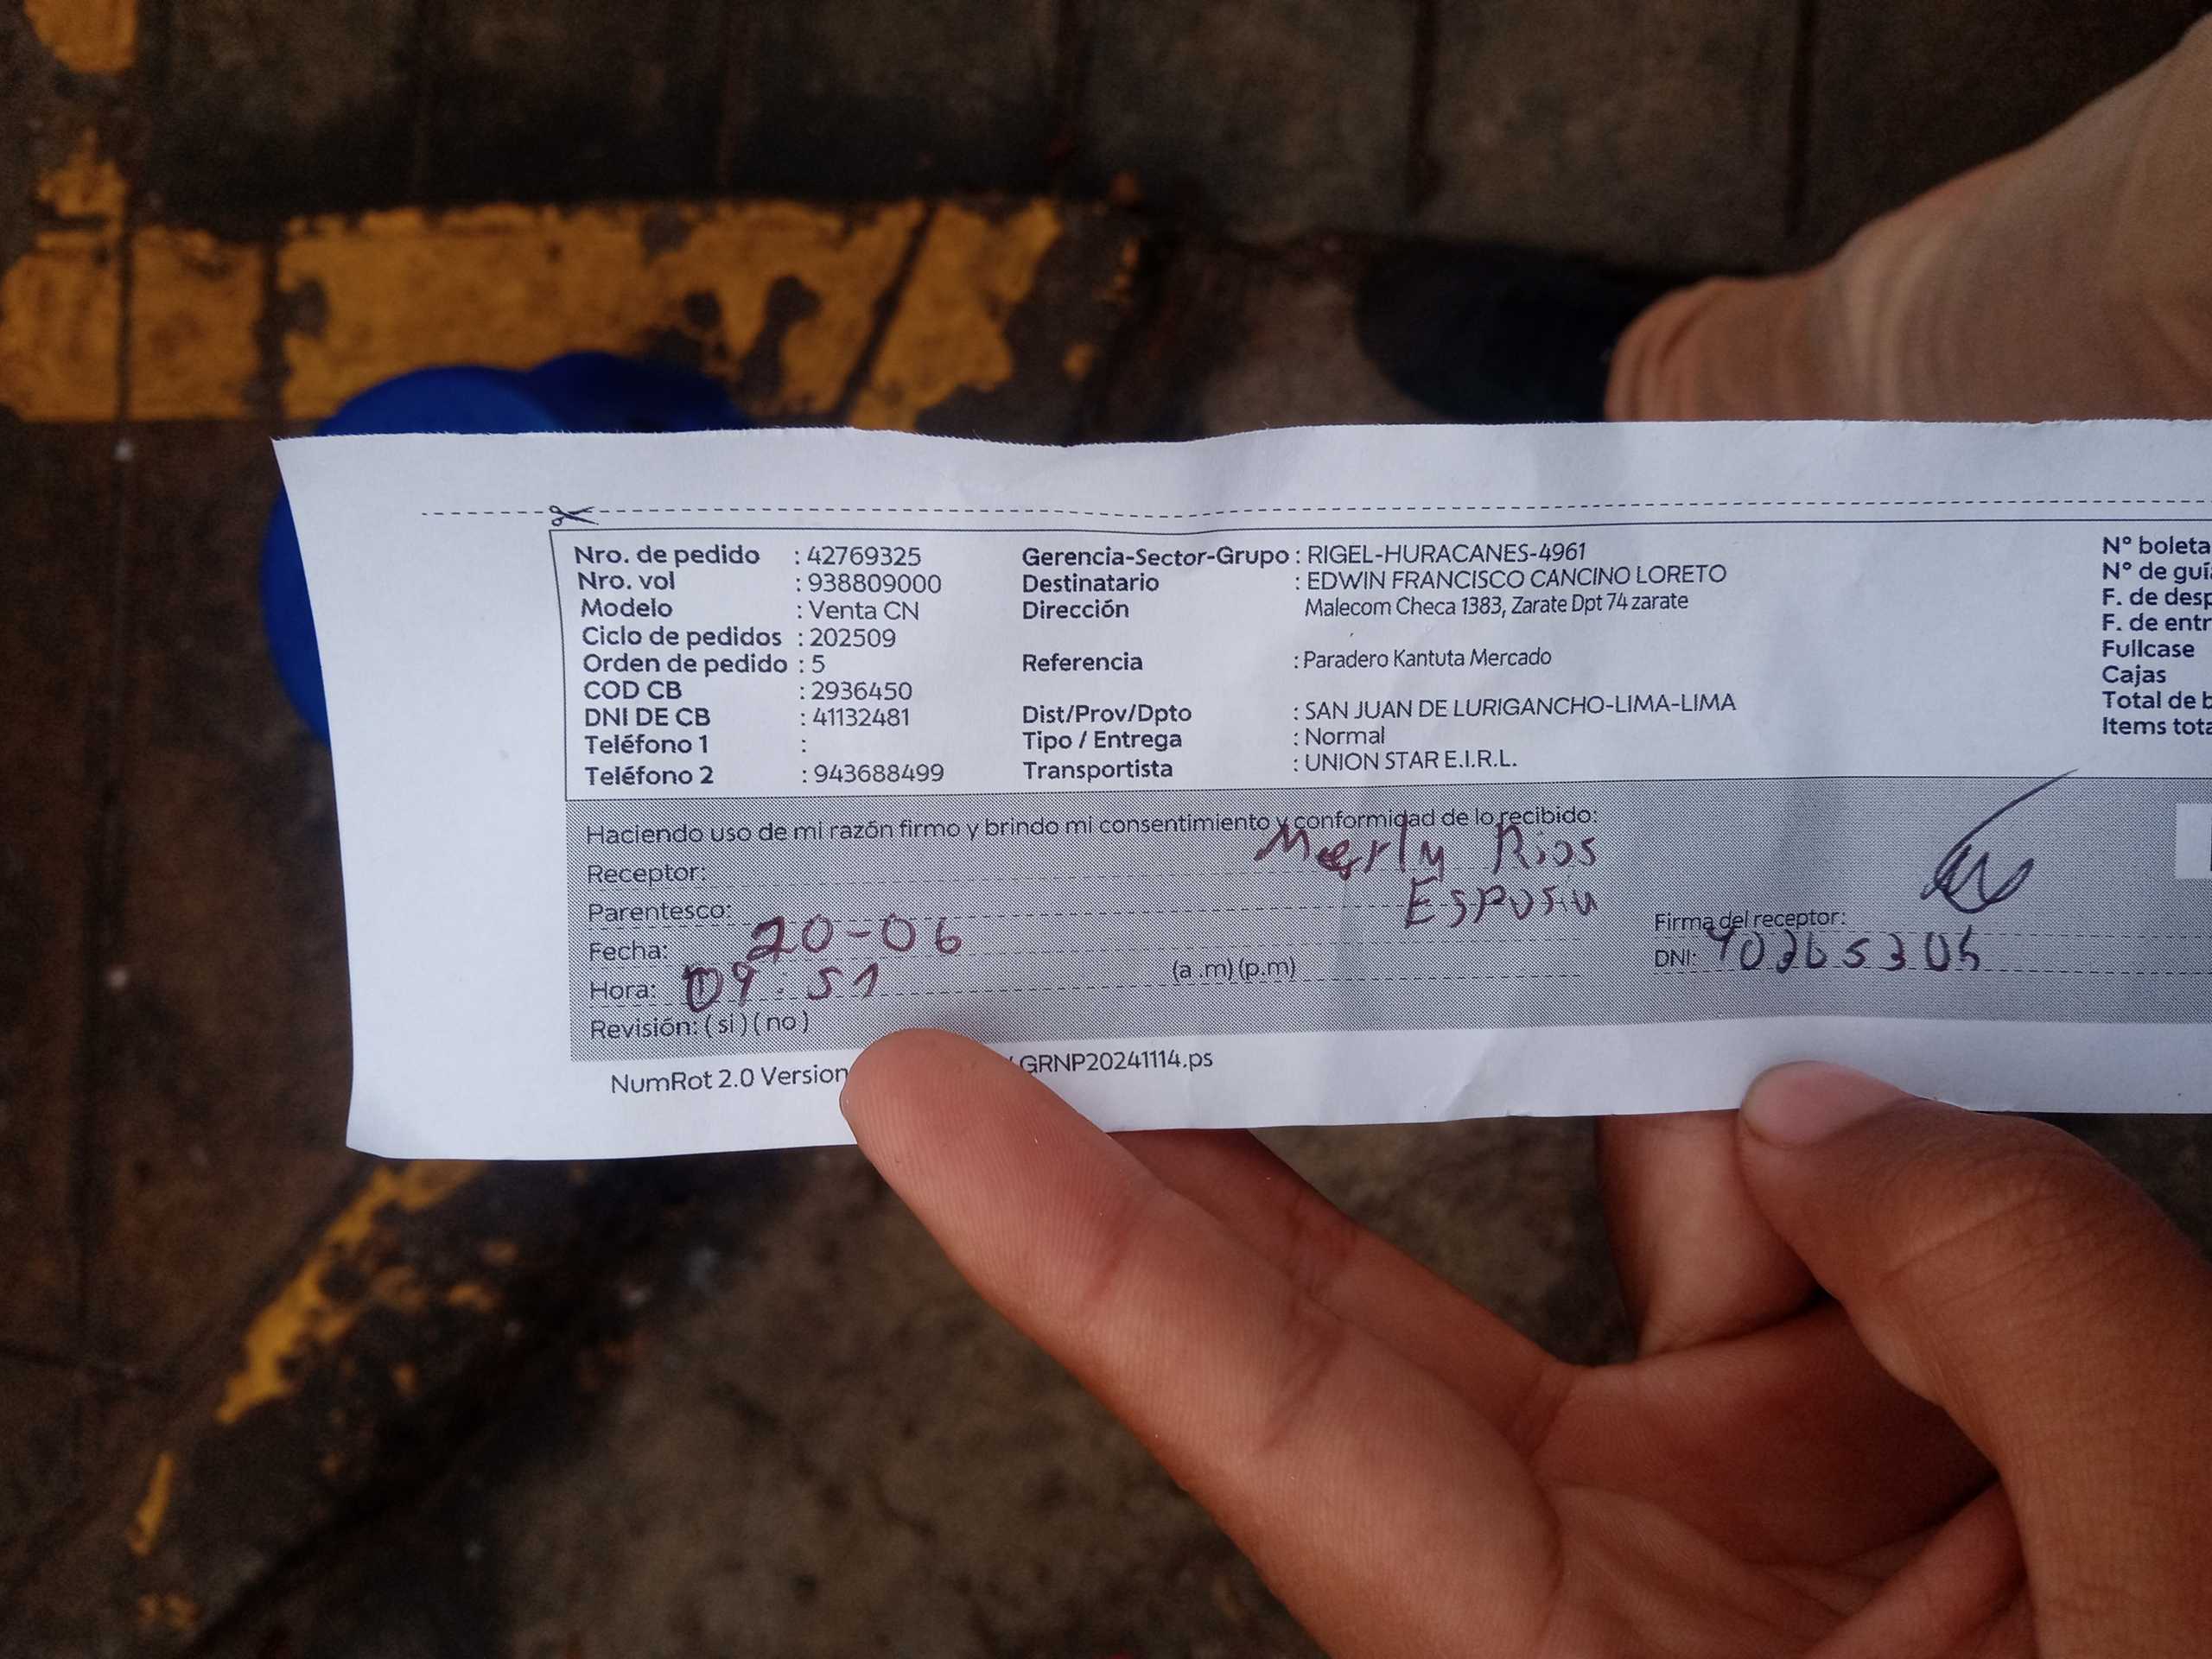 Nro. de pedido : 42769325
Nro. vol : 938809000
Modelo : Venta CN
Ciclo de pedidos : 202509
Orden de pedido : 5
COD CB : 2936450
DNI DE CB : 41132481
Teléfono 1 :
Teléfono 2 : 943688499
Gerencia-Sector-Grupo : RIGEL-HURACANES-4961
Destinatario : EDWIN FRANCISCO CANCINO LORETO
Dirección Malecom Checa 1383, Zarate Dpt 74 zarate
Referencia : Paradero Kantuta Mercado
Dist/Prov/Dpto : SAN JUAN DE LURIGANCHO-LIMA-LIMA
Tipo / Entrega : Normal
Transportista : UNION STAR E.I.R.L.
N° boleta
N° de guí
F. de desp
F. de entr
Fullcase
Cajas
Total de b
Items tota
Haciendo uso de mi razón firmo y brindo mi consentimiento y conformidad de lo recibido:
Receptor: Merly Rios
Parentesco: Esposa
Fecha: 20-06
Hora: 09:51 (a .m) (p.m)
Revisión: ( si ) ( no )
Firma del receptor:
DNI: 40265305
NumRot 2.0 Version GRNP20241114.ps